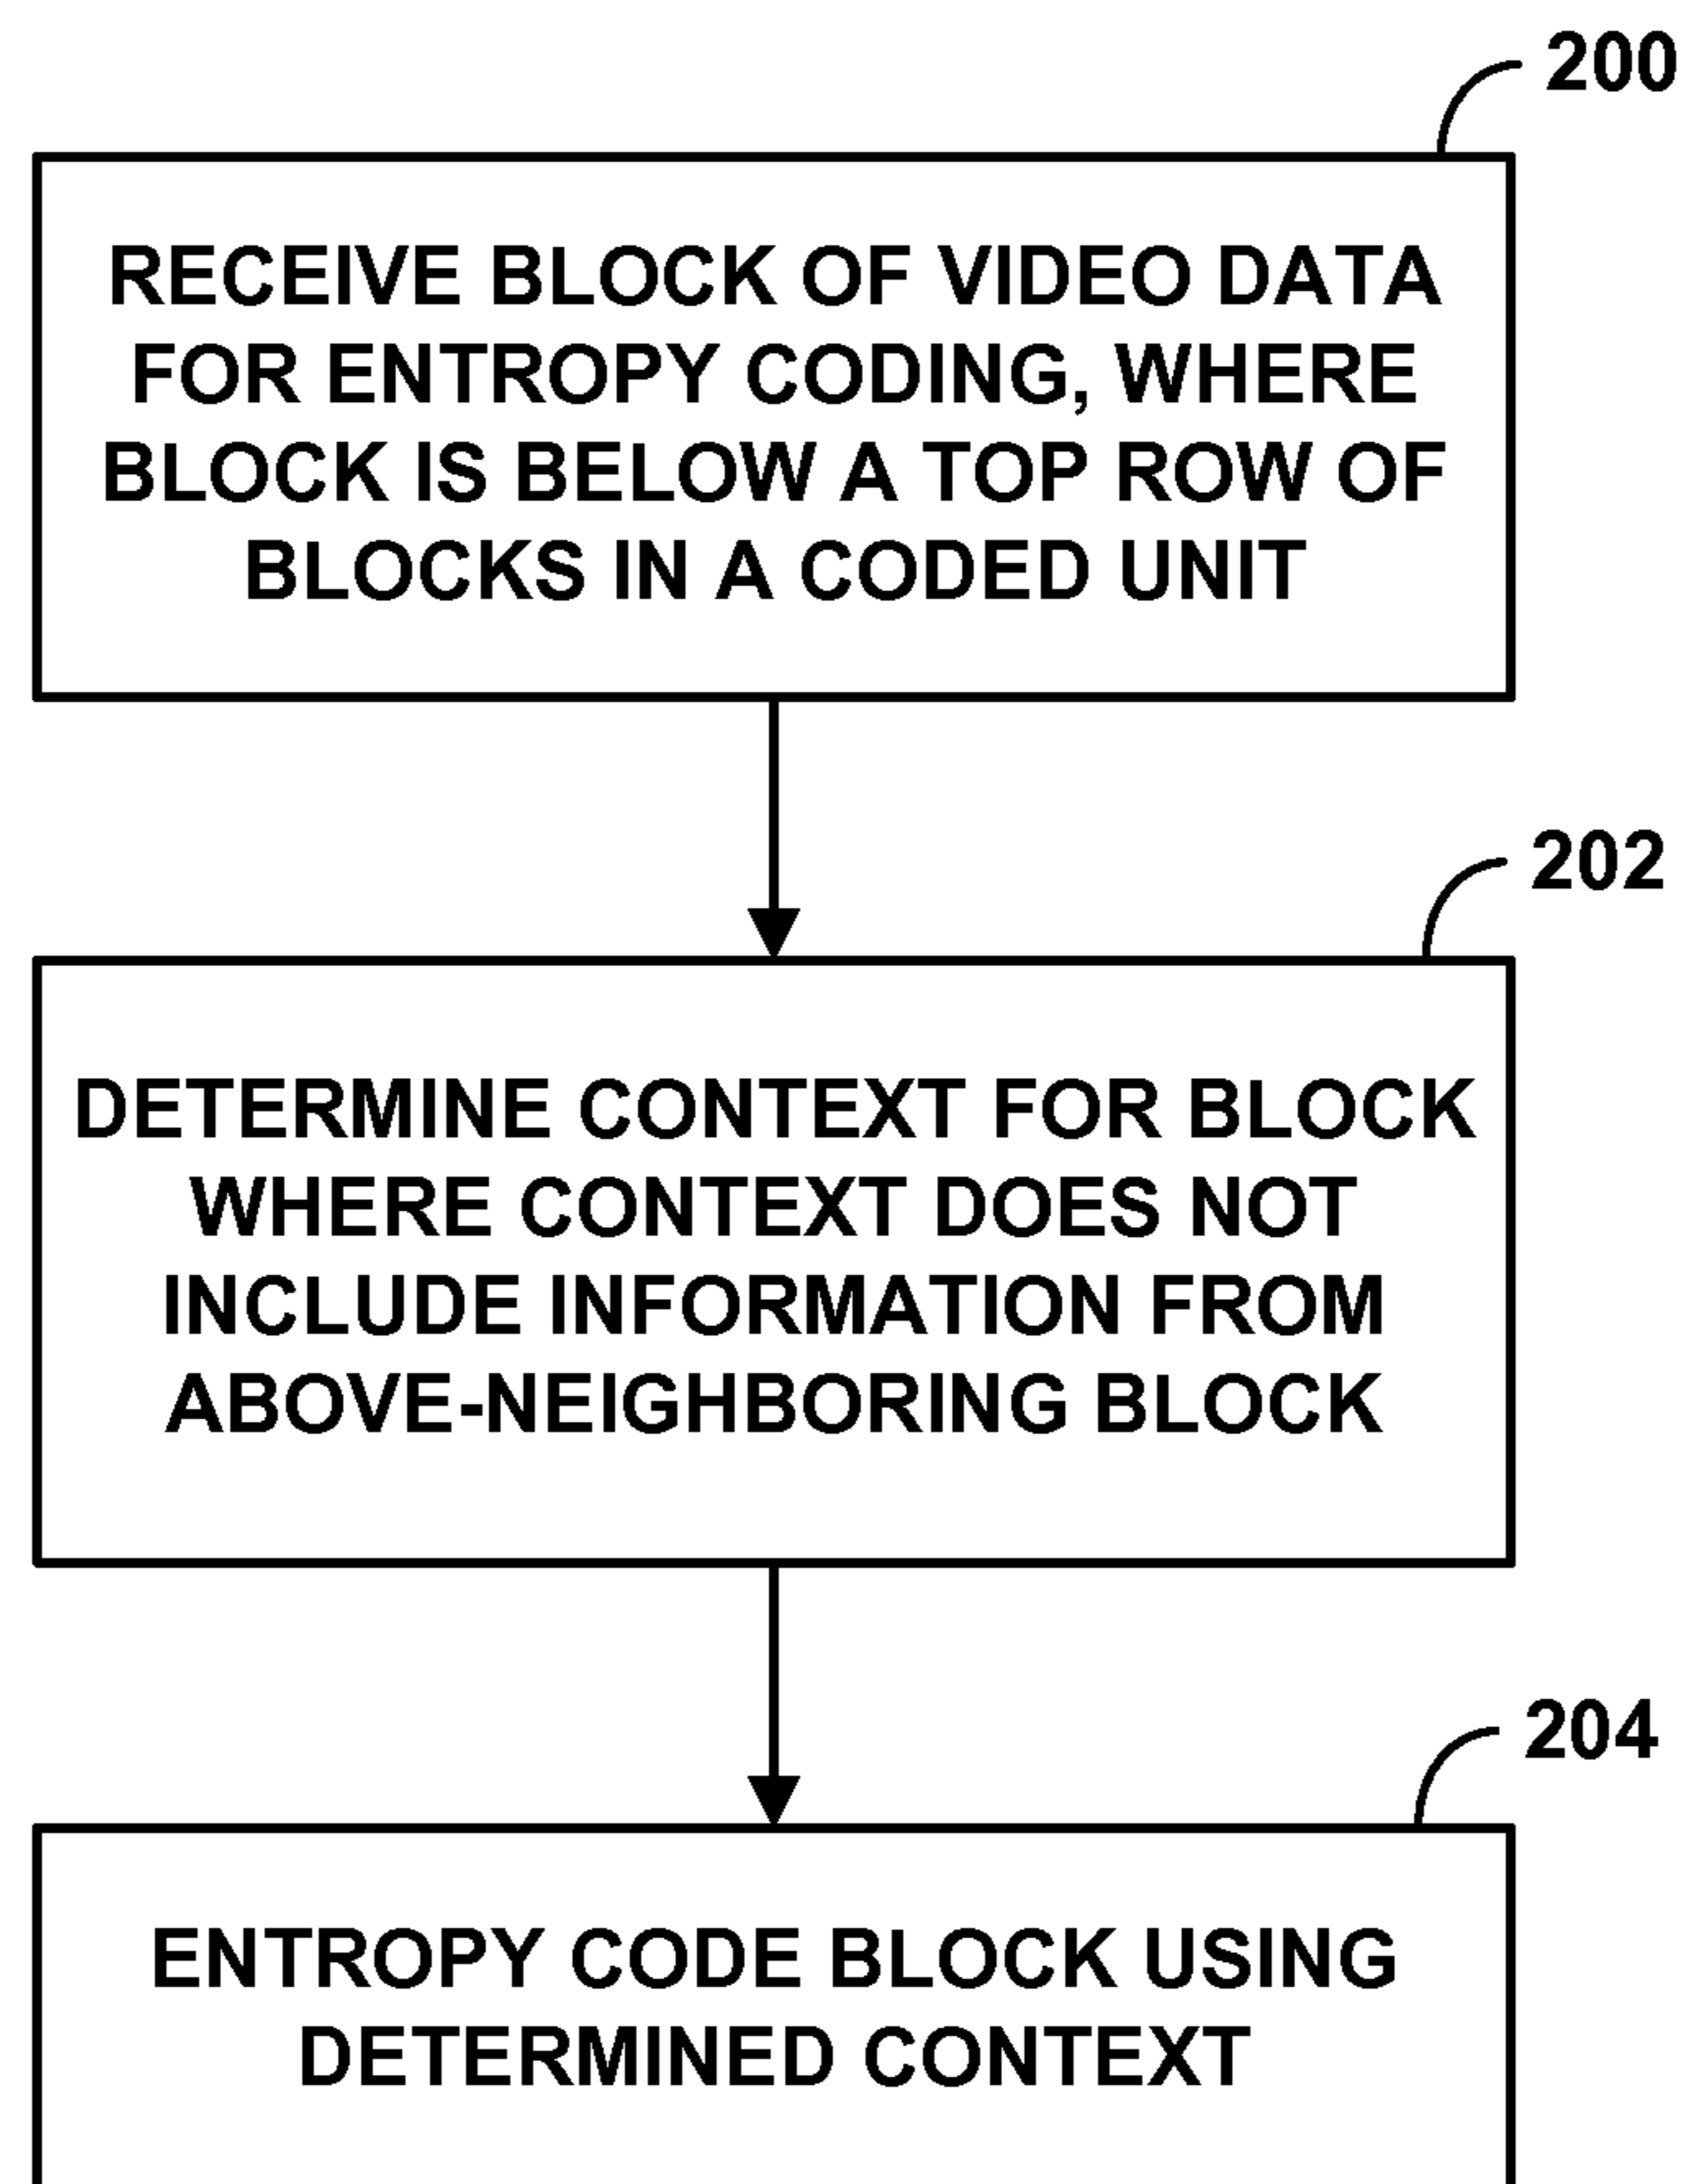 200
RECEIVE BLOCK OF VIDEO DATA
FOR ENTROPY CODING, WHERE
BLOCK IS BELOW A TOP ROW OF
BLOCKS IN A CODED UNIT
202
DETERMINE CONTEXT FOR BLOCK
WHERE CONTEXT DOES NOT
INCLUDE INFORMATION FROM
ABOVE-NEIGHBORING BLOCK
204
ENTROPY CODE BLOCK USING
DETERMINED CONTEXT